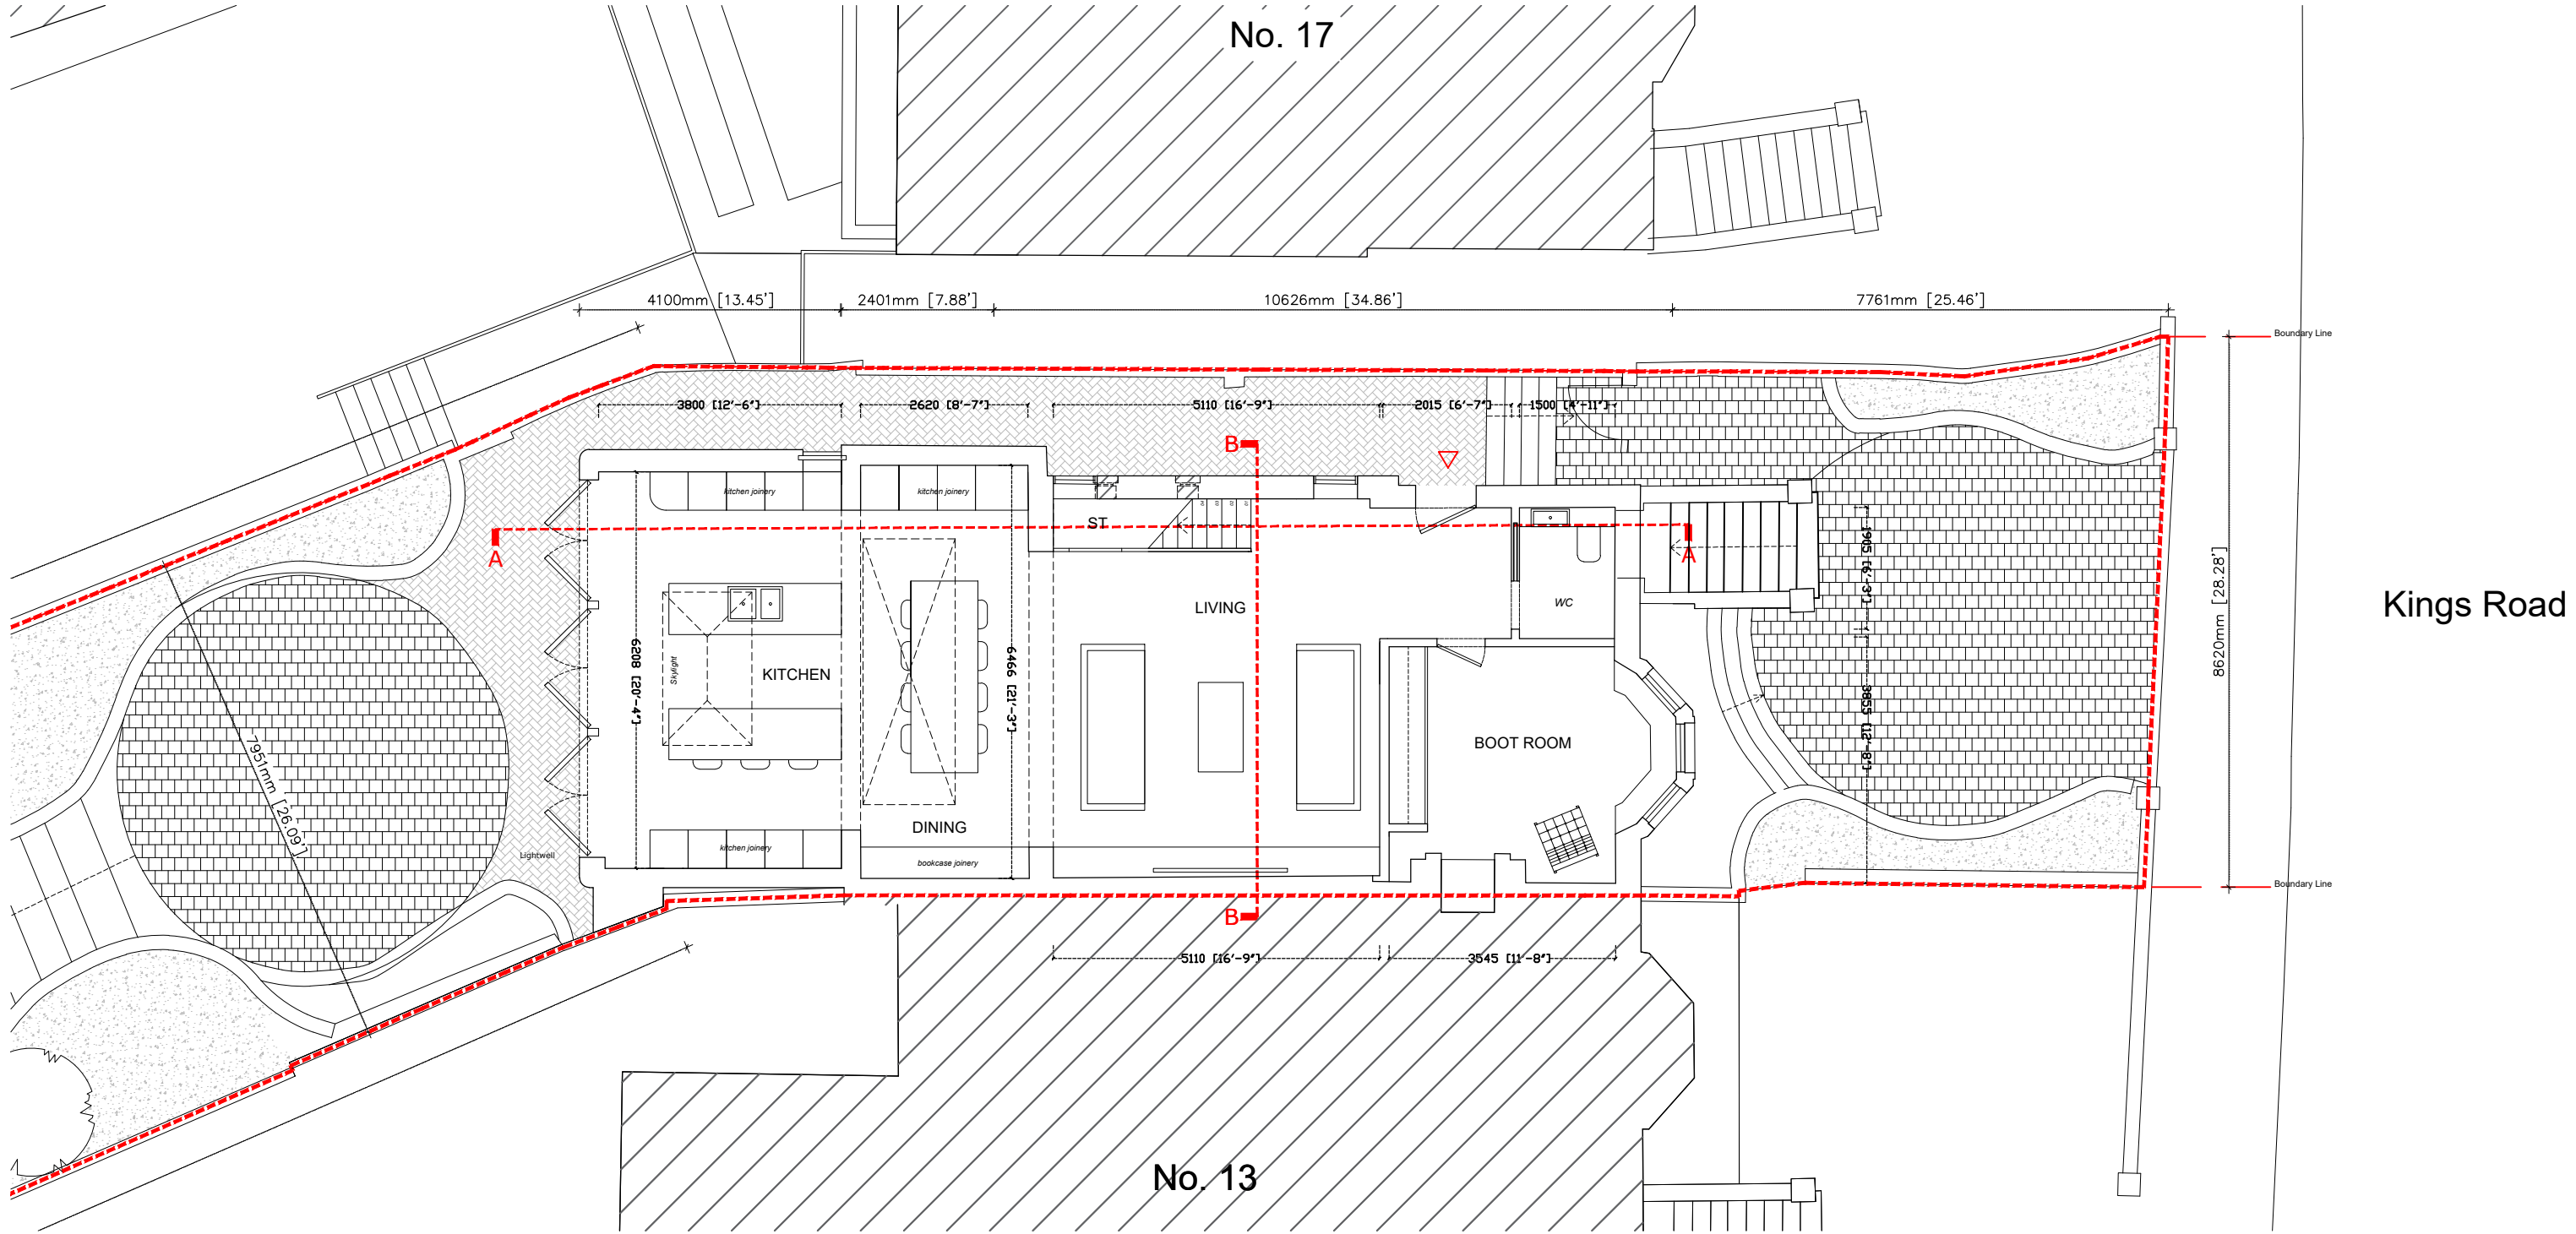 No. 17
4100mm [13.45']
2401mm [7.88']
10626mm [34.86']
7761mm [25.46']
Boundary Line
3800 [12'-6"]
2620 [8'-7"]
5110 [16'-9"]
2015 [6'-7"]
1500 [4'-11"]
B
kitchen joinery
kitchen joinery
ST
A
A
1905 [6'-3"]
8620mm [28.28']
Kings Road
LIVING
WC
6208 [20'-4"]
Skylight
KITCHEN
6466 [21'-3"]
BOOT ROOM
3855 [12'-8"]
7951mm [26.09']
DINING
Lightwell
kitchen joinery
bookcase joinery
Boundary Line
B
5110 [16'-9"]
3545 [11'-8"]
No. 13